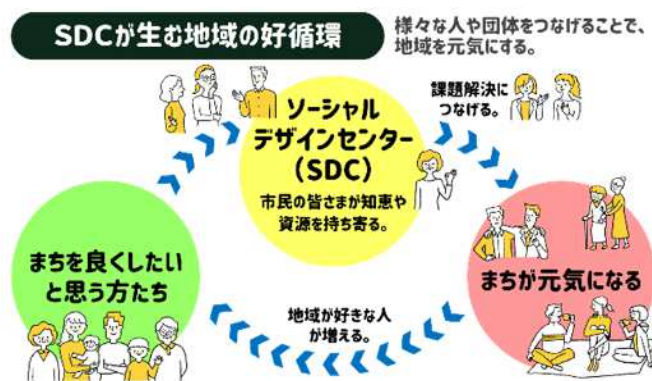 SDCが生む地域の好循環
様々な人や団体をつなげることで、
地域を元気にする。
ソーシャル
デザインセンター
(SDC)
市民の皆さまが知恵や
資源を持ち寄る。
課題解決に
つなげる。
まちを良くしたい
と思う方たち
まちが元気になる
地域が好きな人
が増える。